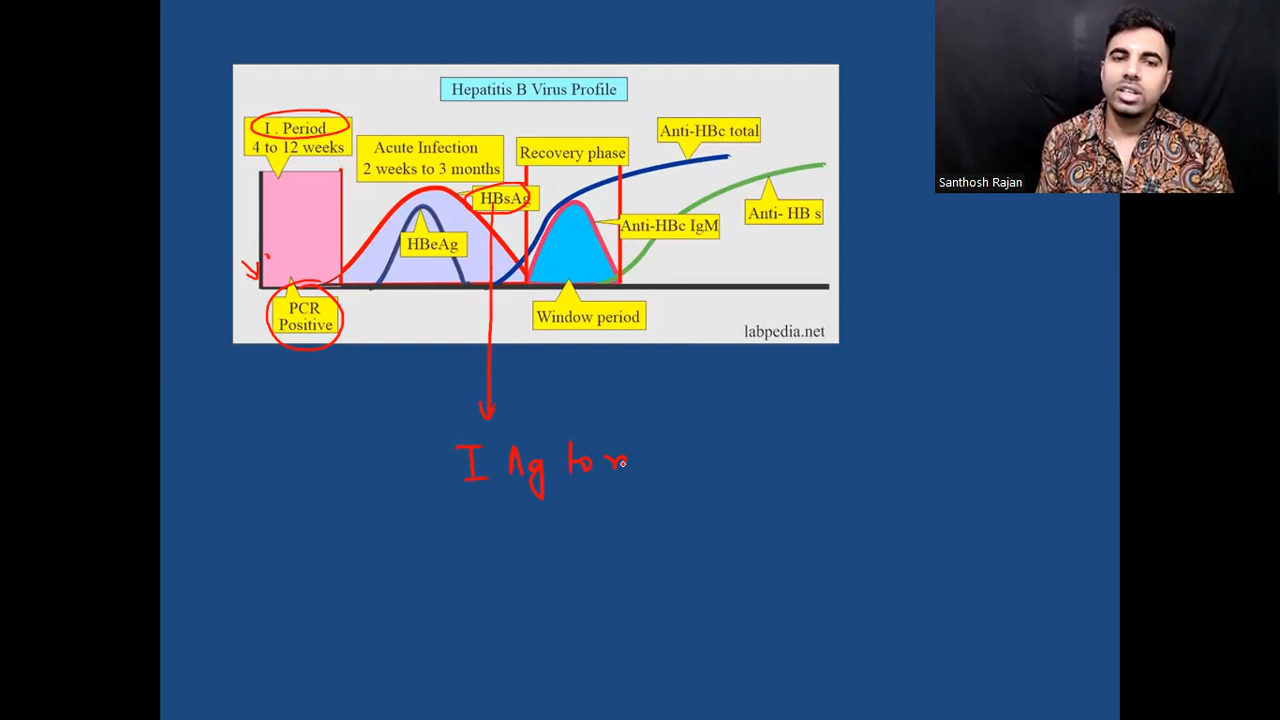 Hepatitis B Virus Profile
I . Period
4 to 12 weeks
Acute Infection
2 weeks to 3 months
Recovery phase
Anti-HBc total
HBsAg
HBeAg
Anti-HBc IgM
Anti- HB s
PCR
Positive
Window period
labpedia.net
I Ag to r
Santhosh Rajan